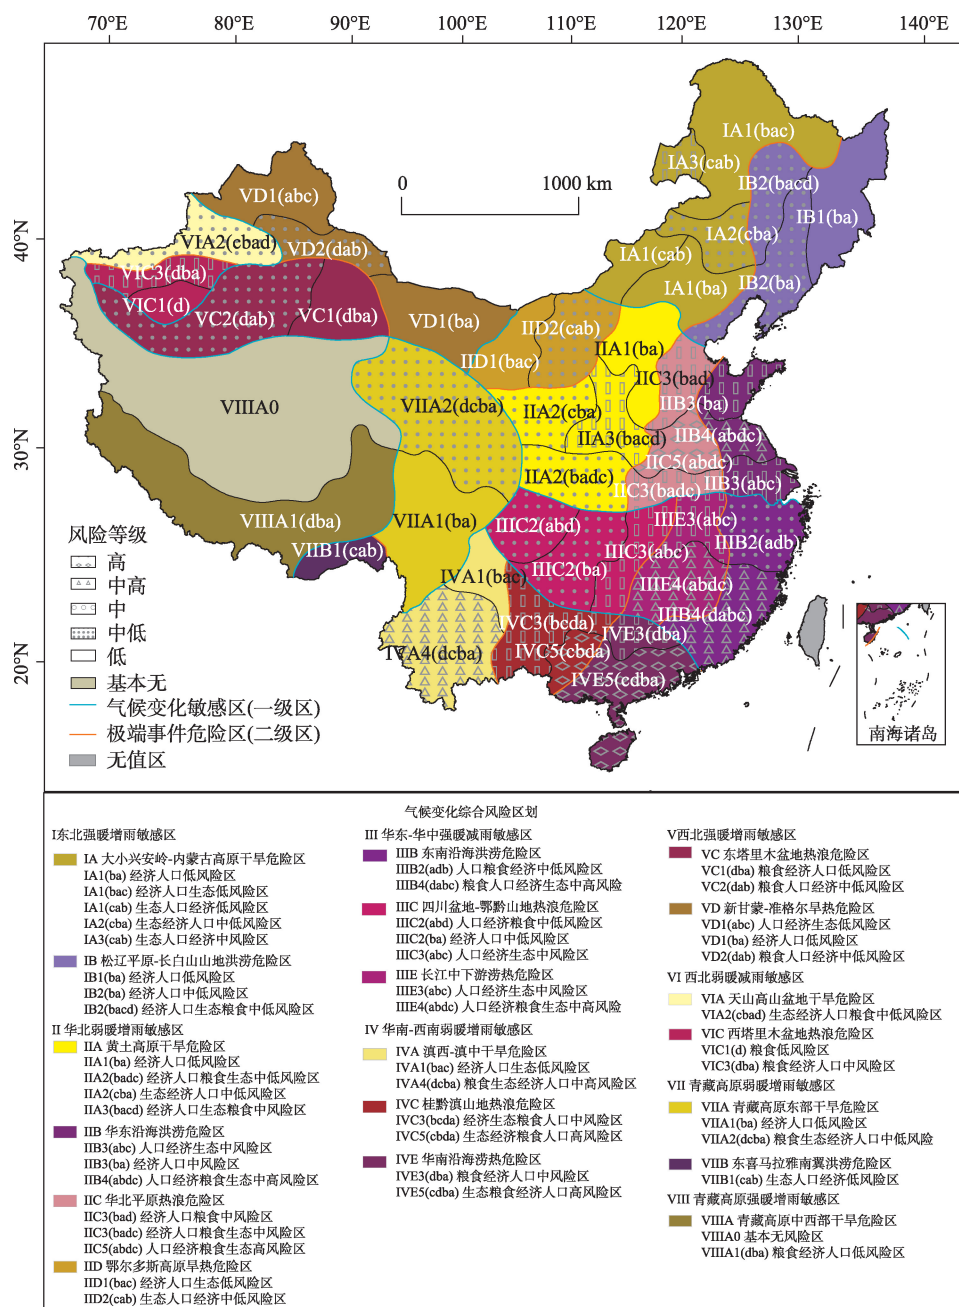 70°E 80°E 90°E 100°E 110°E 120°E 130°E 140°E
40°N
30°N
20°N
0 1000 km
IA1(bac)
IA3(cab)
IB2(bacd)
VD1(abc)
IB1(ba)
IA2(cba)
VIA2(cbad)
VD2(dab)
IA1(cab)
VIC3(dba)
IB2(ba)
IA1(ba)
VIC1(d)
VC2(dab)
VC1(dba)
VD1(ba)
IID2(cab)
IIA1(ba)
IID1(bac)
IIC3(bad)
VIIIA0
VIIA2(dcba)
IIA2(cba)
IIB3(ba)
IIA3(bacd)
IIB4(abdc)
IIC5(abdc)
IIA2(badc)
IIB3(abc)
IIC3(badc)
VIIIA1(dba)
VIIA1(ba)
IIIC2(abd)
IIIE3(abc)
IIIB2(adb)
VIIB1(cab)
IIIC3(abc)
IVA1(bac)
IIIC2(ba)
IIIE4(abdc)
IIIB4(dabc)
IVC3(bcda)
IVE3(dba)
IVA4(dcba)
IVC5(cbda)
IVE5(cdba)
风险等级
高
中高
中
中低
低
基本无
气候变化敏感区(一级区)
极端事件危险区(二级区)
无值区
南海诸岛
气候变化综合风险区划
I东北强暖增雨敏感区
IA 大小兴安岭-内蒙古高原干旱危险区
IA1(ba) 经济人口低风险区
IA1(bac) 经济人口生态低风险区
IA1(cab) 生态人口经济低风险区
IA2(cba) 生态经济人口中低风险区
IA3(cab) 生态人口经济中风险区
IB 松辽平原-长白山山地洪涝危险区
IB1(ba) 经济人口低风险区
IB2(ba) 经济人口中低风险区
IB2(bacd) 经济人口生态粮食中低风险区
II 华北弱暖增雨敏感区
IIA 黄土高原干旱危险区
IIA1(ba) 经济人口低风险区
IIA2(badc) 经济人口粮食生态中低风险区
IIA2(cba) 生态经济人口中低风险区
IIA3(bacd) 经济人口生态粮食中风险区
IIB 华东沿海洪涝危险区
IIB3(abc) 人口经济生态中风险区
IIB3(ba) 经济人口中风险区
IIB4(abdc) 人口经济粮食生态中高风险区
IIC 华北平原热浪危险区
IIC3(bad) 经济人口粮食中风险区
IIC3(badc) 经济人口粮食生态中风险区
IIC5(abdc) 人口经济粮食生态高风险区
IID 鄂尔多斯高原旱热危险区
IID1(bac) 经济人口生态低风险区
IID2(cab) 生态人口经济中低风险区
III 华东-华中强暖减雨敏感区
IIIB 东南沿海洪涝危险区
IIIB2(adb) 人口粮食经济中低风险区
IIIB4(dabc) 粮食人口经济生态中高风险
IIIC 四川盆地-鄂黔山地热浪危险区
IIIC2(abd) 人口经济粮食中低风险区
IIIC2(ba) 经济人口中低风险区
IIIC3(abc) 人口经济生态中风险区
IIIE 长江中下游涝热危险区
IIIE3(abc) 人口经济生态中风险区
IIIE4(abdc) 人口经济粮食生态中高风险
IV 华南-西南弱暖增雨敏感区
IVA 滇西-滇中干旱危险区
IVA1(bac) 经济人口生态低风险区
IVA4(dcba) 粮食生态经济人口中高风险区
IVC 桂黔滇山地热浪危险区
IVC3(bcda) 经济生态粮食人口中风险区
IVC5(cbda) 生态经济粮食人口高风险区
IVE 华南沿海涝热危险区
IVE3(dba) 粮食经济人口中风险区
IVE5(cdba) 生态粮食经济人口高风险区
V西北强暖增雨敏感区
VC 东塔里木盆地热浪危险区
VC1(dba) 粮食经济人口低风险区
VC2(dab) 粮食人口经济中低风险区
VD 新甘蒙-准格尔旱热危险区
VD1(abc) 人口经济生态低风险区
VD1(ba) 经济人口低风险区
VD2(dab) 粮食人口经济中低风险区
VI 西北弱暖减雨敏感区
VIA 天山高山盆地干旱危险区
VIA2(cbad) 生态经济人口粮食中低风险区
VIC 西塔里木盆地热浪危险区
VIC1(d) 粮食低风险区
VIC3(dba) 粮食经济人口中风险区
VII 青藏高原弱暖增雨敏感区
VIIA 青藏高原东部干旱危险区
VIIA1(ba) 经济人口低风险区
VIIA2(dcba) 粮食生态经济人口中低风险
VIIB 东喜马拉雅南翼洪涝危险区
VIIB1(cab) 生态人口经济低风险区
VIII 青藏高原强暖增雨敏感区
VIIIA 青藏高原中西部干旱危险区
VIIIA0 基本无风险区
VIIIA1(dba) 粮食经济人口低风险区